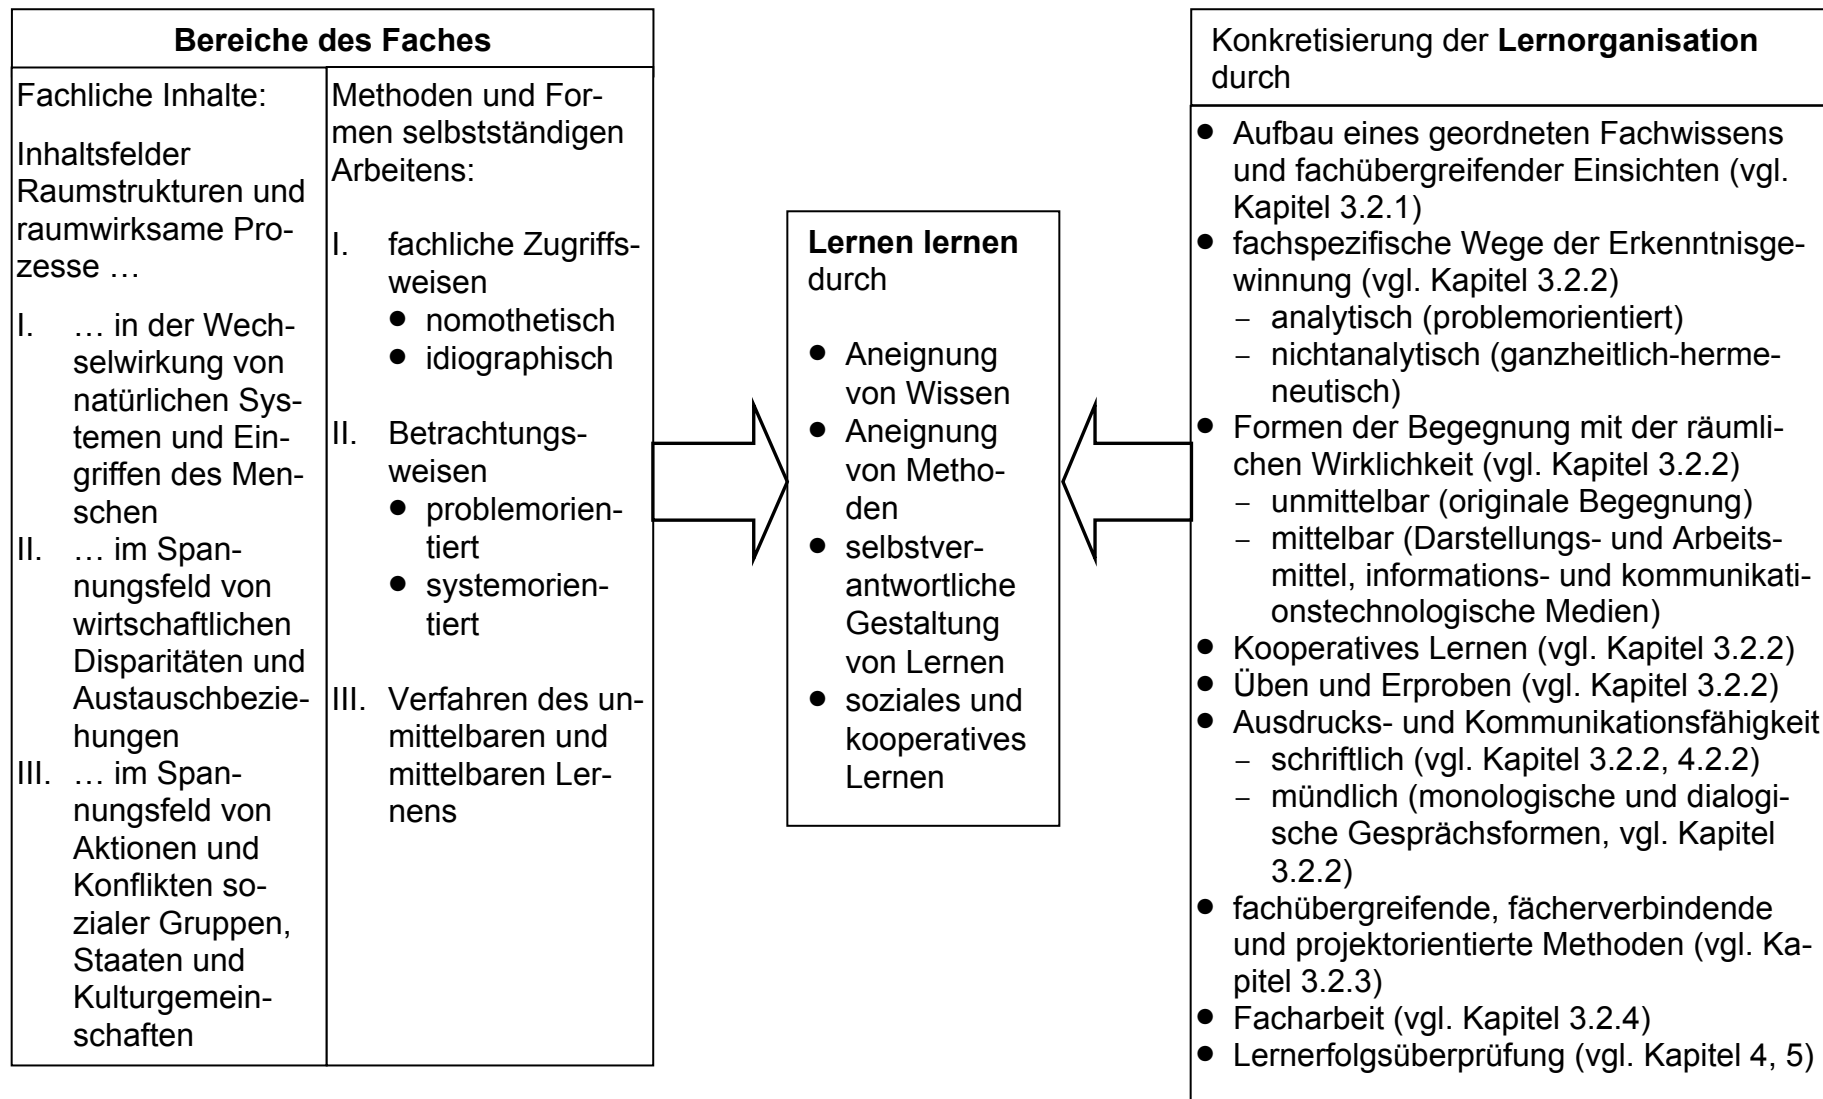 Bereiche des Faches
Fachliche Inhalte:
Inhaltsfelder
Raumstrukturen und
raumwirksame Pro-
zesse …
I. … in der Wech-
selwirkung von
natürlichen Sys-
temen und Ein-
griffen des Men-
schen
II. … im Span-
nungsfeld von
wirtschaftlichen
Disparitäten und
Austauschbezie-
hungen
III. … im Span-
nungsfeld von
Aktionen und
Konflikten so-
zialer Gruppen,
Staaten und
Kulturgemein-
schaften
Methoden und For-
men selbstständigen
Arbeitens:
I. fachliche Zugriffs-
weisen
● nomothetisch
● idiographisch
II. Betrachtungs-
weisen
● problemorien-
tiert
● systemorien-
tiert
III. Verfahren des un-
mittelbaren und
mittelbaren Ler-
nens
Lernen lernen
durch
● Aneignung
von Wissen
● Aneignung
von Metho-
den
● selbstver-
antwortliche
Gestaltung
von Lernen
● soziales und
kooperatives
Lernen
Konkretisierung der Lernorganisation
durch
● Aufbau eines geordneten Fachwissens
und fachübergreifender Einsichten (vgl.
Kapitel 3.2.1)
● fachspezifische Wege der Erkenntnisge-
winnung (vgl. Kapitel 3.2.2)
– analytisch (problemorientiert)
– nichtanalytisch (ganzheitlich-herme-
neutisch)
● Formen der Begegnung mit der räumli-
chen Wirklichkeit (vgl. Kapitel 3.2.2)
– unmittelbar (originale Begegnung)
– mittelbar (Darstellungs- und Arbeits-
mittel, informations- und kommunikati-
onstechnologische Medien)
● Kooperatives Lernen (vgl. Kapitel 3.2.2)
● Üben und Erproben (vgl. Kapitel 3.2.2)
● Ausdrucks- und Kommunikationsfähigkeit
– schriftlich (vgl. Kapitel 3.2.2, 4.2.2)
– mündlich (monologische und dialogi-
sche Gesprächsformen, vgl. Kapitel
3.2.2)
● fachübergreifende, fächerverbindende
und projektorientierte Methoden (vgl. Ka-
pitel 3.2.3)
● Facharbeit (vgl. Kapitel 3.2.4)
● Lernerfolgsüberprüfung (vgl. Kapitel 4, 5)